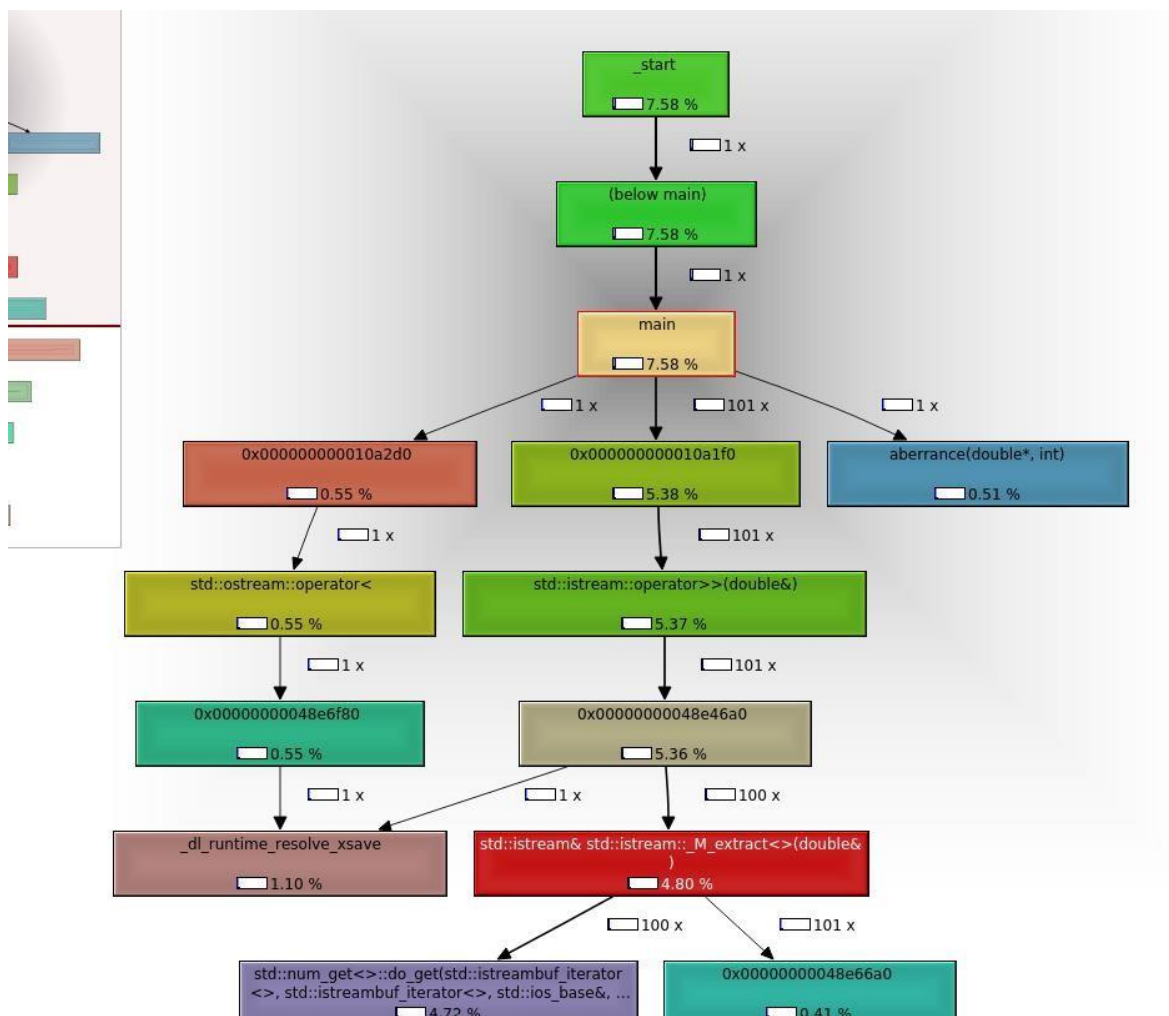 _start
7.58 %
1 x
(below main)
7.58 %
1 x
main
7.58 %
1 x
101 x
1 x
0x000000000010a2d0
0.55 %
0x000000000010a1f0
5.38 %
aberrance(double*, int)
0.51 %
1 x
101 x
std::ostream::operator<
0.55 %
std::istream::operator>>(double&)
5.37 %
1 x
101 x
0x00000000048e6f80
0.55 %
0x00000000048e46a0
5.36 %
1 x
1 x
100 x
_dl_runtime_resolve_xsave
1.10 %
std::istream& std::istream::_M_extract<>(double&
)
4.80 %
100 x
101 x
std::num_get<>::do_get(std::istreambuf_iterator
<>, std::istreambuf_iterator<>, std::ios_base&, ...
4.72 %
0x00000000048e66a0
0.41 %